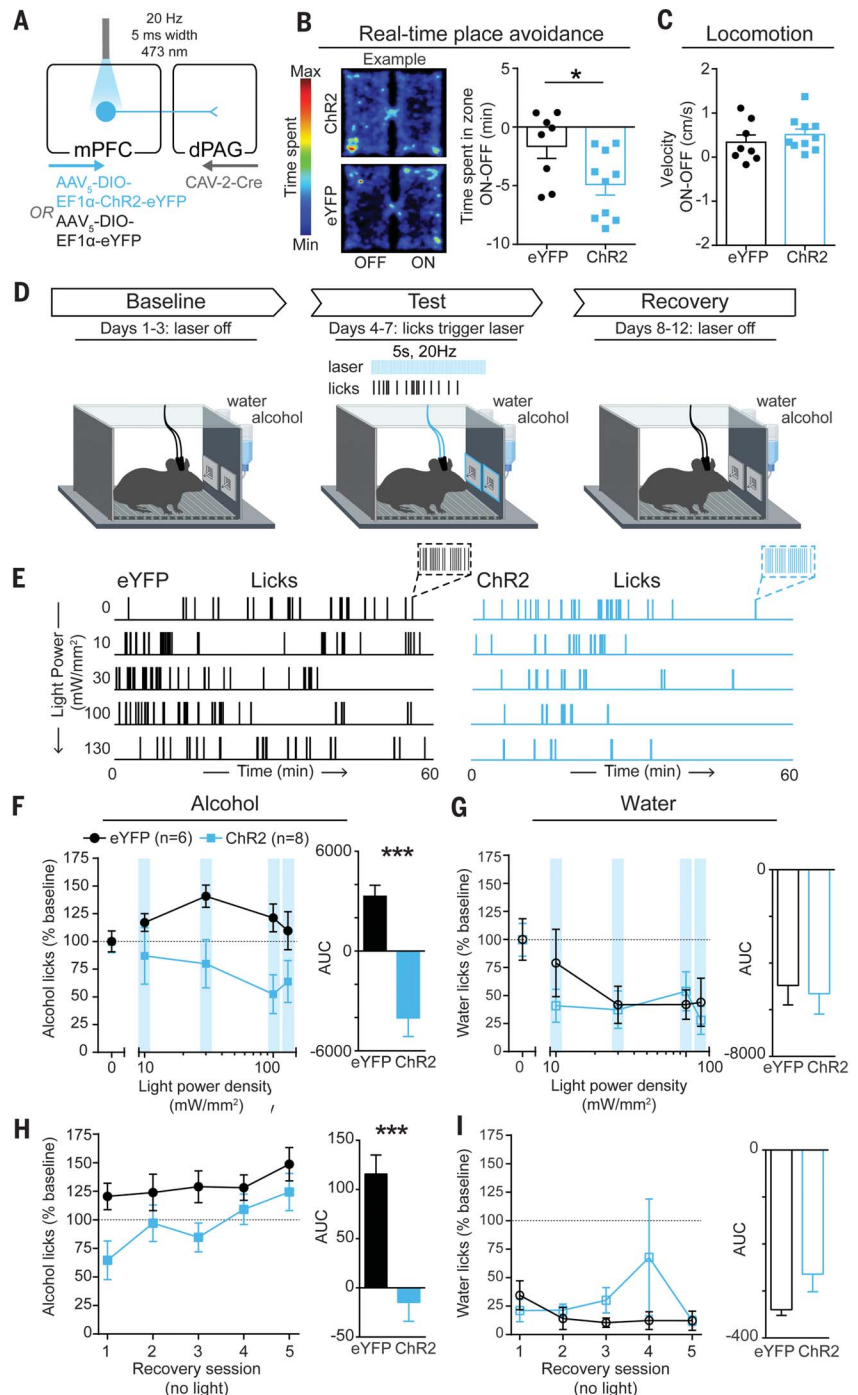 A
20 Hz
5 ms width
473 nm
mPFC
dPAG
AAV5-DIO-
EF1α-ChR2-eYFP
CAV-2-Cre
OR
AAV5-DIO-
EF1α-eYFP
B
Real-time place avoidance
Example
Max
Time spent
Min
ChR2
eYFP
OFF
ON
Time spent in zone
ON-OFF (min)
5
0
-5
-10
*
eYFP
ChR2
C
Locomotion
Velocity
ON-OFF (cm/s)
2
1
0
-1
-2
eYFP
ChR2
D
Baseline
Test
Recovery
Days 1-3: laser off
Days 4-7: licks trigger laser
Days 8-12: laser off
5s, 20Hz
laser
licks
water
alcohol
water
alcohol
water
alcohol
E
eYFP
Licks
ChR2
Licks
Light Power
(mW/mm2)
0
10
30
100
130
0
Time (min)
60
0
Time (min)
60
F
Alcohol
eYFP (n=6)
ChR2 (n=8)
Alcohol licks (% baseline)
175
150
125
100
75
50
25
0
0
10
100
Light power density
(mW/mm2)
***
AUC
6000
0
-6000
eYFP ChR2
G
Water
Water licks (% baseline)
175
150
125
100
75
50
25
0
0
10
100
Light power density
(mW/mm2)
AUC
0
-8000
eYFP ChR2
H
Alcohol licks (% baseline)
175
150
125
100
75
50
25
0
1
2
3
4
5
Recovery session
(no light)
***
AUC
150
100
50
0
-50
eYFP ChR2
I
Water licks (% baseline)
175
150
125
100
75
50
25
0
1
2
3
4
5
Recovery session
(no light)
AUC
0
-400
eYFP ChR2